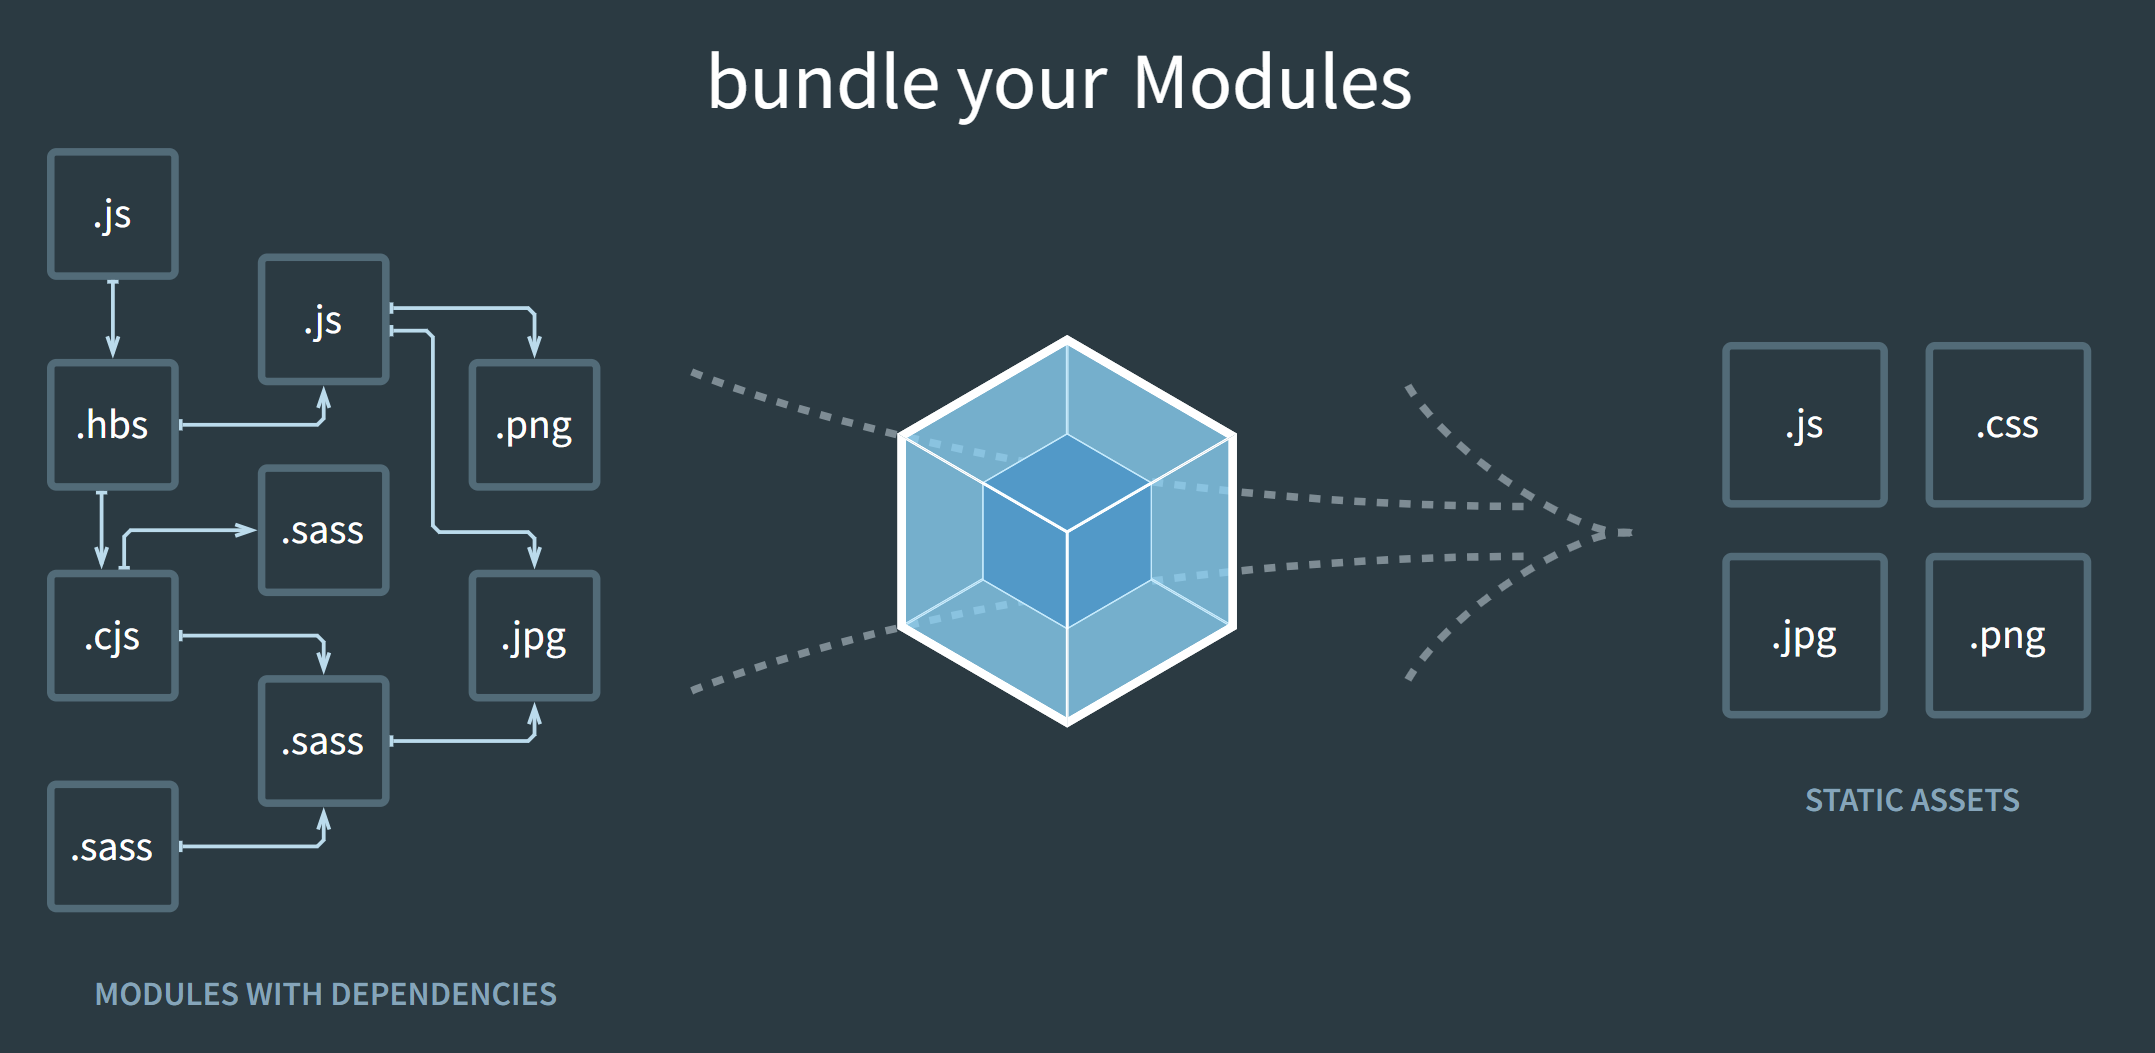 bundle your Modules
.js
.js
.hbs
.png
.sass
.cjs
.jpg
.sass
.sass
MODULES WITH DEPENDENCIES
.js
.css
.jpg
.png
STATIC ASSETS